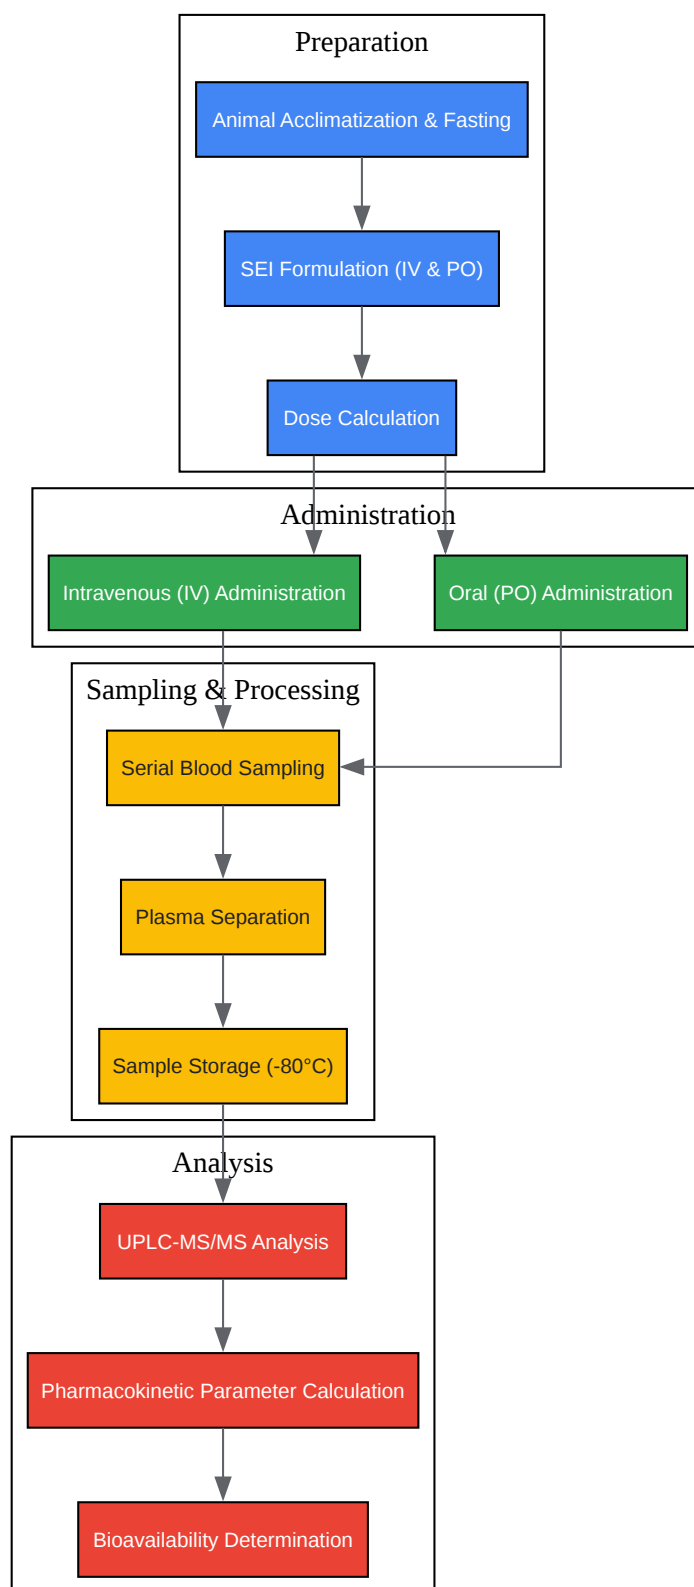 Preparation
Animal Acclimatization & Fasting
SEI Formulation (IV & PO)
Dose Calculation
Administration
Intravenous (IV) Administration
Oral (PO) Administration
Sampling & Processing
Serial Blood Sampling
Plasma Separation
Sample Storage (-80°C)
Analysis
UPLC-MS/MS Analysis
Pharmacokinetic Parameter Calculation
Bioavailability Determination